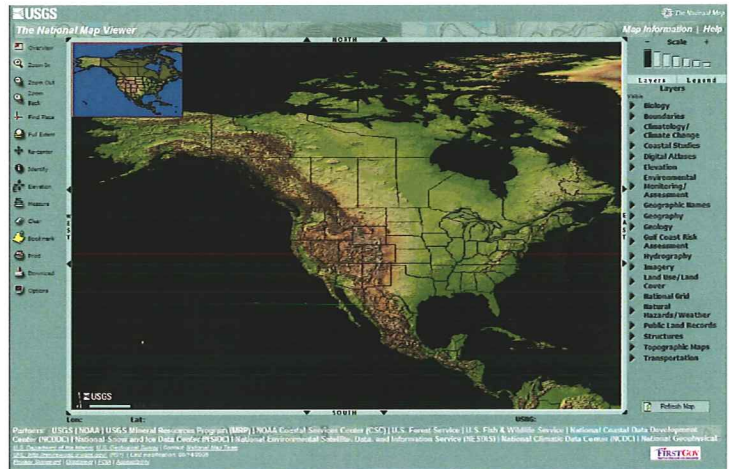 USGS
The National Map
The National Map Viewer
Map Information | Help
NORTH
Scale
- +
Overview
Zoom In
Zoom Out
Zoom
Back
Find Place
Full Extent
Re-center
Identify
Elevation
Measure
Clear
Bookmark
Print
Download
Options
WEST
EAST
Layers Legend
Layers
Visible
Biology
Boundaries
Climatology/
Climate Change
Coastal Studies
Digital Atlases
Elevation
Environmental
Monitoring/
Assessment
Geographic Names
Geography
Geology
Gulf Coast Risk
Assessment
Hydrography
Imagery
Land Use/Land
Cover
National Grid
Natural
Hazards/Weather
Public Land Records
Structures
Topographic Maps
Transportation
Refresh Map
USGS
SOUTH
Lon: Lat: USNG:
Partners: USGS | NOAA | USGS Mineral Resources Program (MRP) | NOAA Coastal Services Center (CSC) | U.S. Forest Service | U.S. Fish & Wildlife Service | National Coastal Data Development
Center (NCDDC) | National Snow and Ice Data Center (NSIDC) | National Environmental Satellite, Data, and Information Service (NESDIS) | National Climatic Data Center (NCDC) | National Geophysical
U.S. Department of the Interior, U.S. Geological Survey | Contact: National Map Team
FIRSTGOV